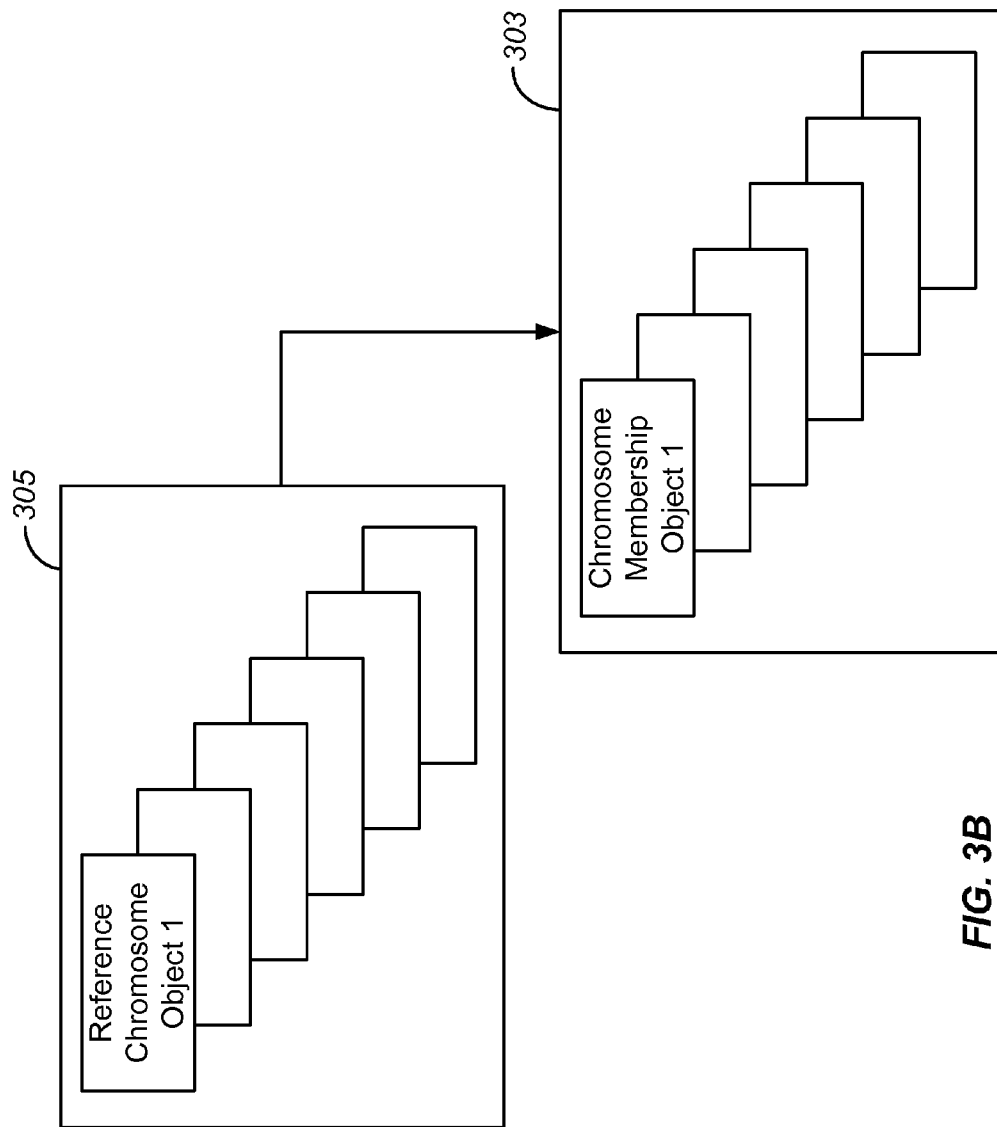 305
Reference
Chromosome
Object 1
303
Chromosome
Membership
Object 1
FIG. 3B